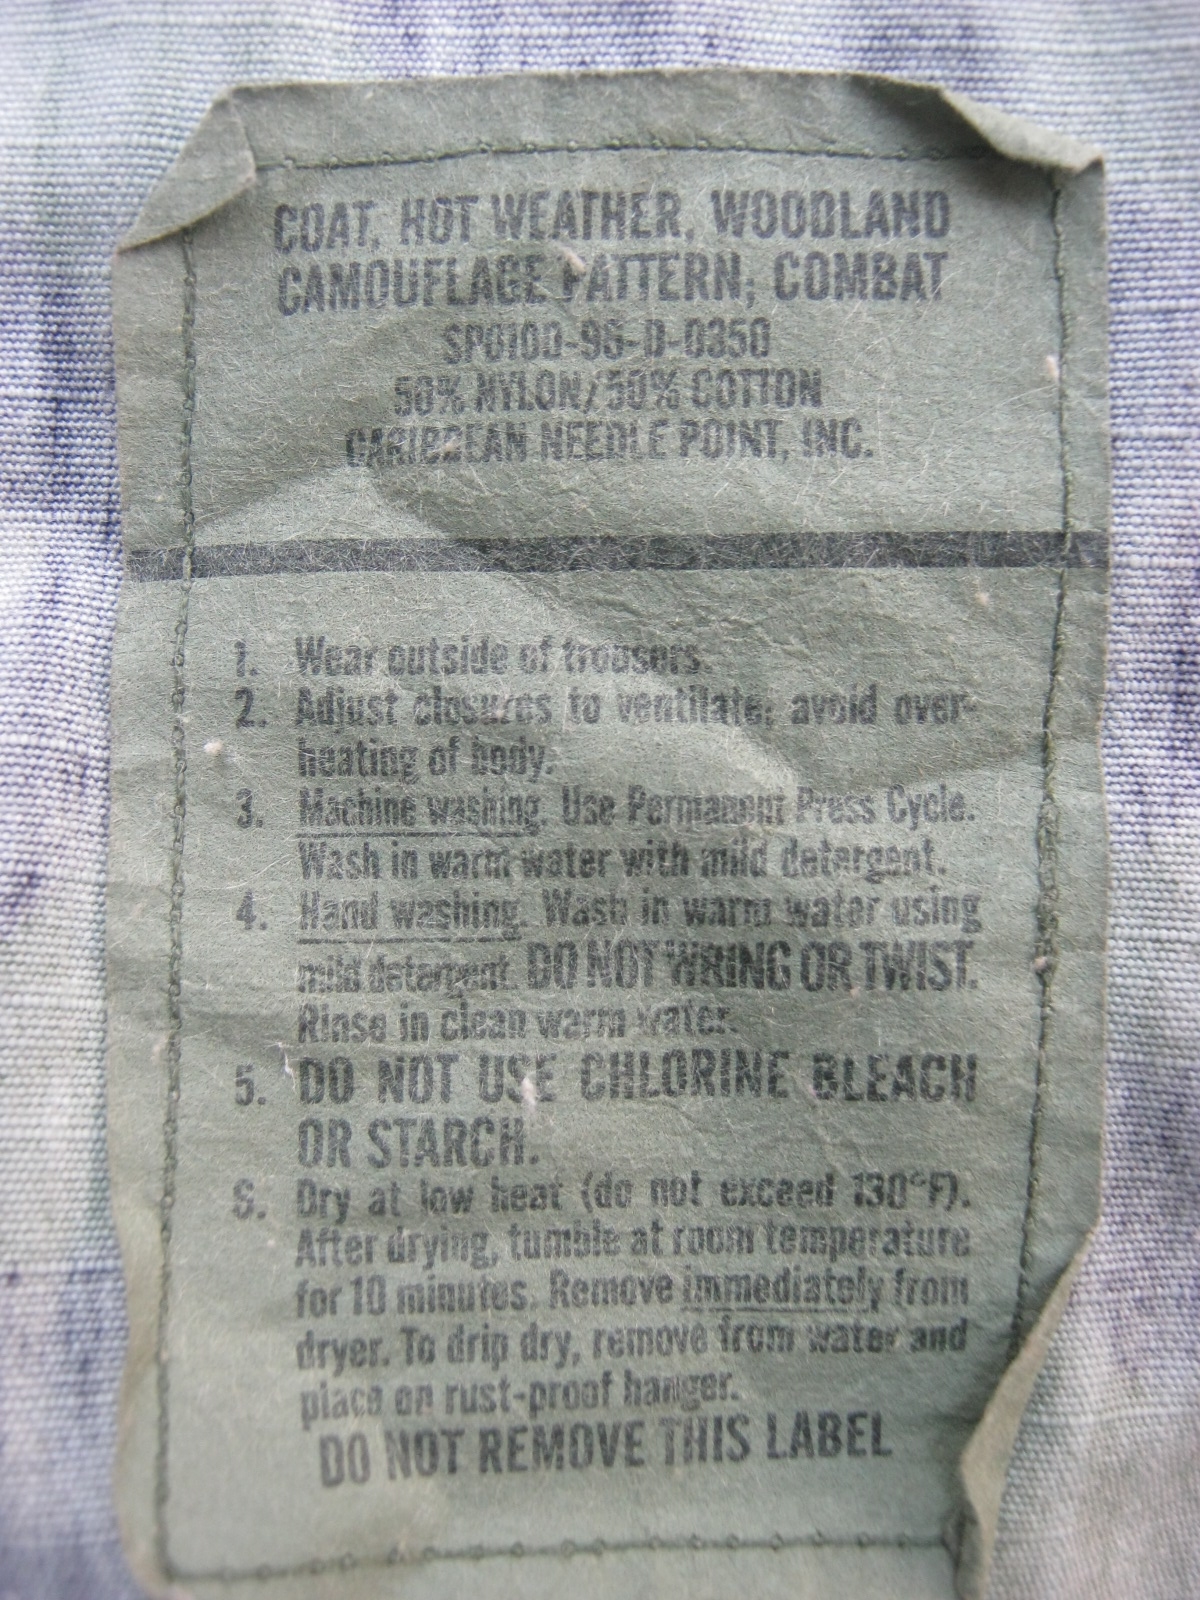 COAT, HOT WEATHER, WOODLAND
CAMOUFLAGE PATTERN; COMBAT
SP0100-96-D-0350
50% NYLON/50% COTTON
CARIBBEAN NEEDLE POINT, INC.
1. Wear outside of trousers.
2. Adjust closures to ventilate; avoid over-
heating of body.
3. Machine washing. Use Permanent Press Cycle.
Wash in warm water with mild detergent.
4. Hand washing. Wash in warm water using
mild detergent. DO NOT WRING OR TWIST.
Rinse in clean warm water.
5. DO NOT USE CHLORINE BLEACH
OR STARCH.
6. Dry at low heat (do not exceed 130°F).
After drying, tumble at room temperature
for 10 minutes. Remove immediately from
dryer. To drip dry, remove from water and
place on rust-proof hanger.
DO NOT REMOVE THIS LABEL